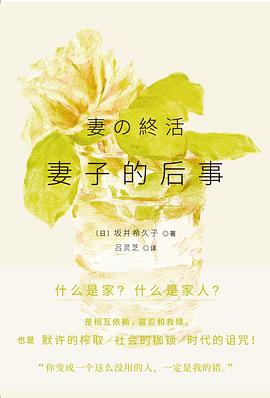 妻の終活
妻子的后事
〔日〕坂井希久子 ◎著
吕灵芝 ◎译
什么是家？什么是家人？
是相互依赖、容忍和救赎。
也是 默许的榨取／社会的枷锁／时代的诅咒！
“你变成一个这么没用的人，一定是我的错。”